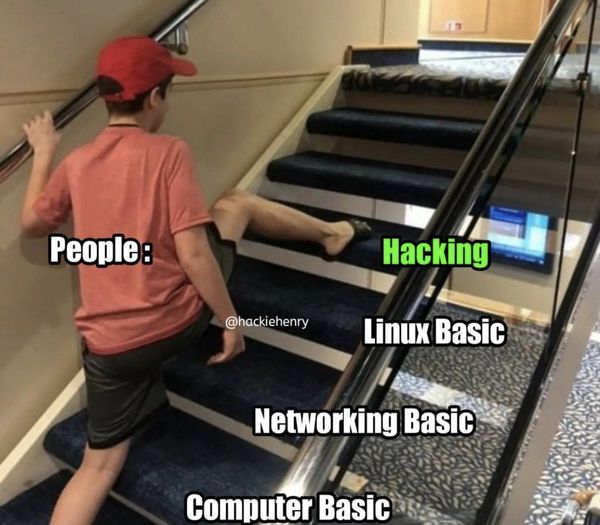 People :
Hacking
@hackiehenry
Linux Basic
Networking Basic
Computer Basic